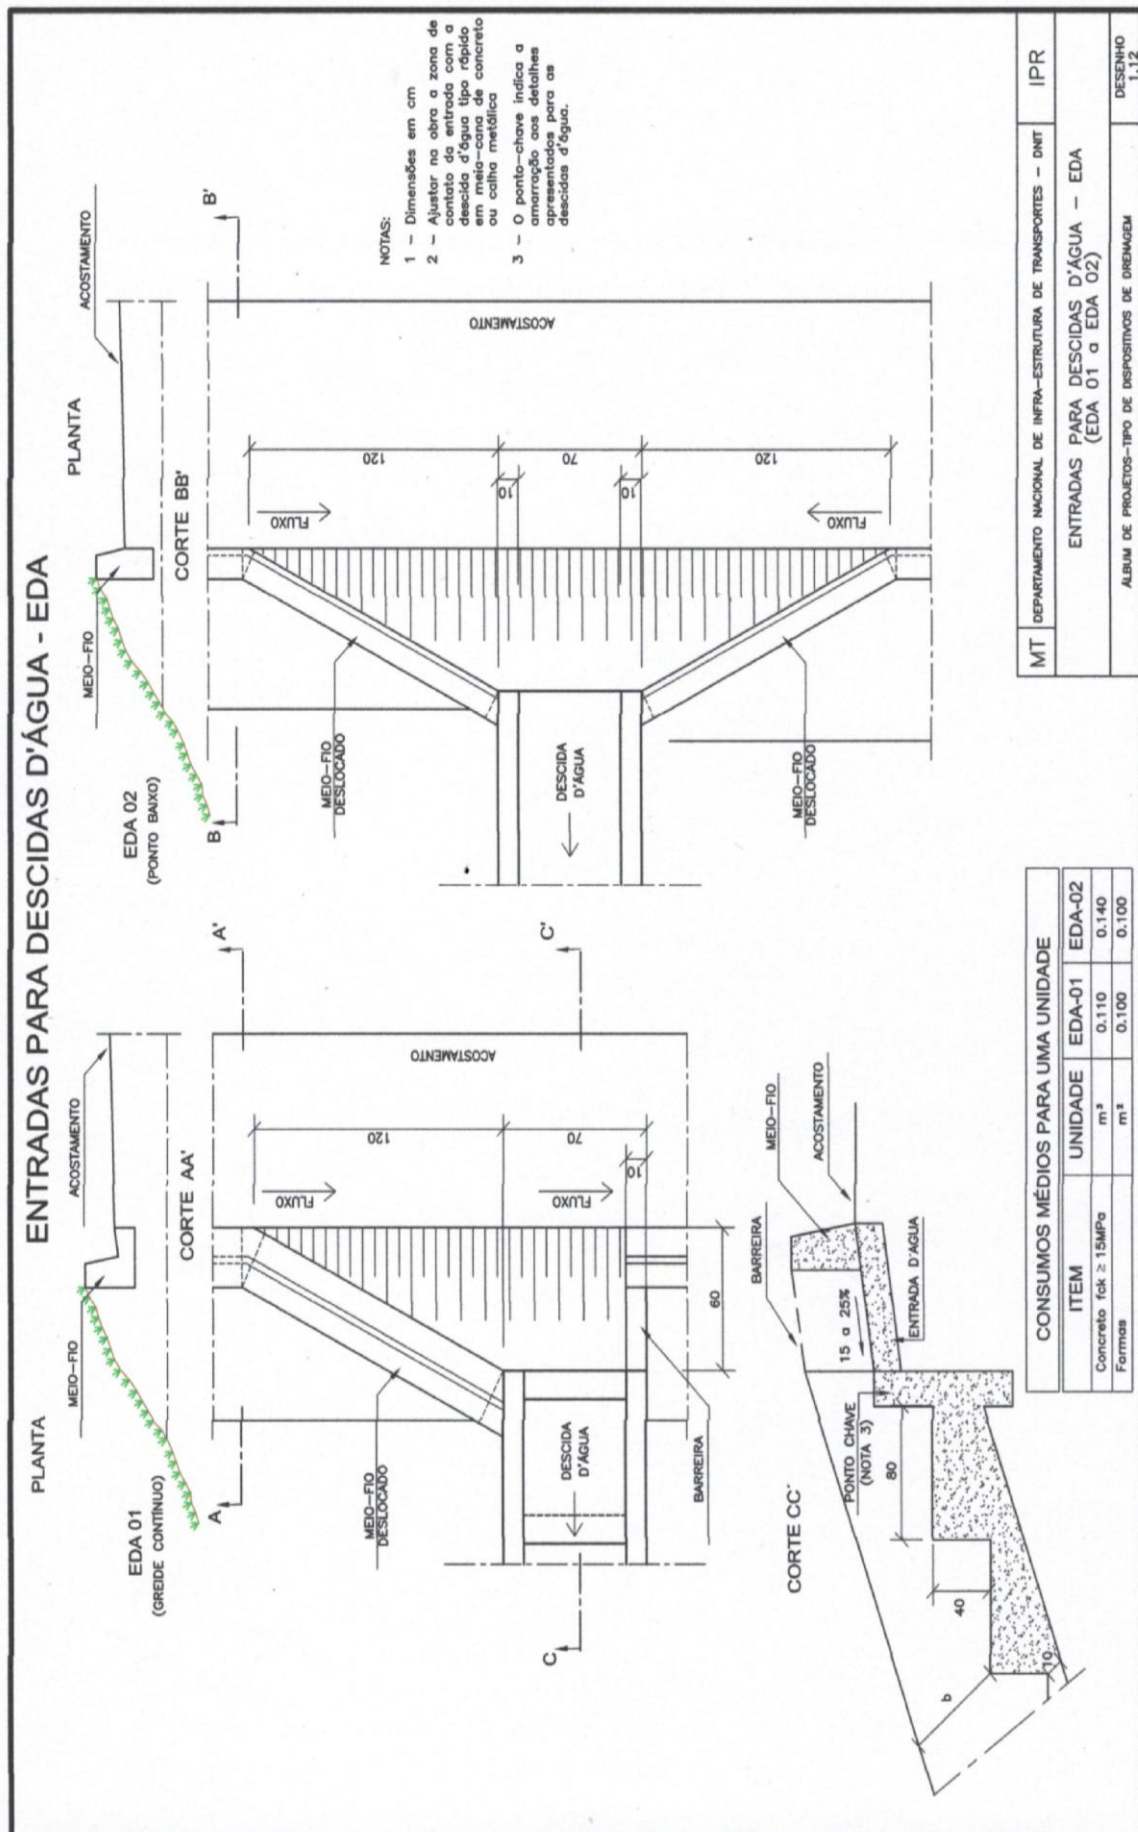 ENTRADAS PARA DESCIDAS D'ÁGUA - EDA
PLANTA
EDA 01
(GREIDE CONTÍNUO)
MEIO-FIO
ACOSTAMENTO
CORTE AA'
A
A'
MEIO-FIO
DESLOCADO
FLUXO
FLUXO
120
70
10
ACOSTAMENTO
60
DESCIDA
D'ÁGUA
BARREIRA
C
C'
PLANTA
EDA 02
(PONTO BAIXO)
MEIO-FIO
ACOSTAMENTO
CORTE BB'
B
B'
MEIO-FIO
DESLOCADO
FLUXO
120
10
70
10
120
FLUXO
ACOSTAMENTO
DESCIDA
D'ÁGUA
MEIO-FIO
DESLOCADO
NOTAS:
1 - Dimensões em cm
2 - Ajustar na obra a zona de
contato da entrada com a
descida d'água tipo rápido
em meia-cana de concreto
ou calha metálica
3 - O ponto-chave indica a
amarração aos detalhes
apresentados para as
descidas d'água.
CORTE CC'
BARREIRA
MEIO-FIO
ACOSTAMENTO
15 a 25%
ENTRADA D'AGUA
PONTO CHAVE
(NOTA 3)
80
40
b
10
CONSUMOS MÉDIOS PARA UMA UNIDADE
ITEM UNIDADE EDA-01 EDA-02
Concreto fck ≥ 15MPa m³ 0.110 0.140
Formas m² 0.100 0.100
MT DEPARTAMENTO NACIONAL DE INFRA-ESTRUTURA DE TRANSPORTES - DNIT IPR
ENTRADAS PARA DESCIDAS D'ÁGUA - EDA
(EDA 01 a EDA 02)
ÁLBUM DE PROJETOS-TIPO DE DISPOSITIVOS DE DRENAGEM
DESENHO
1.12